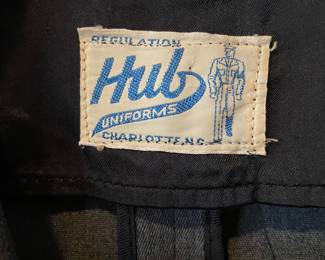 REGULATION
Hub
UNIFORMS
CHARLOTTE, N.C.